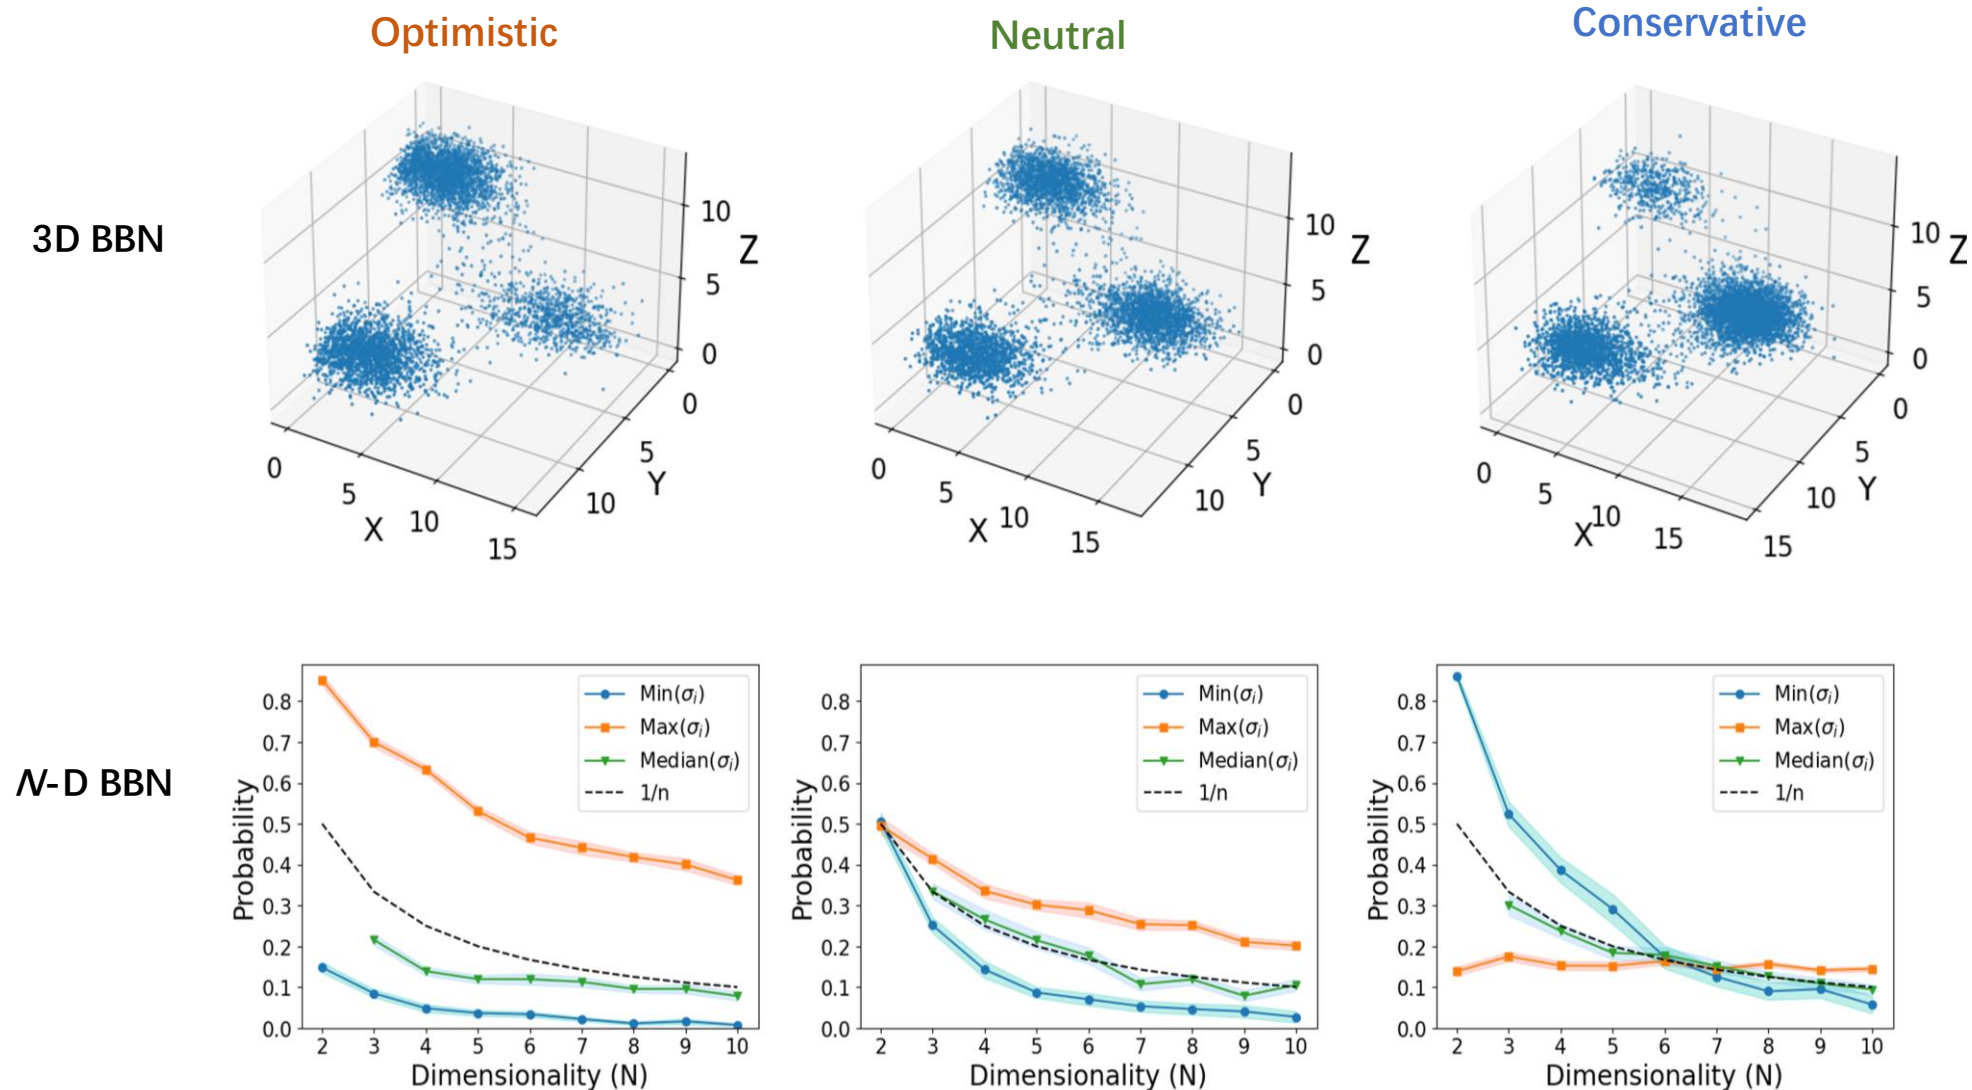 Optimistic
Neutral
Conservative
3D BBN
10
5
0
Z
0
5
10
Y
0
5
10
15
X
10
5
0
Z
0
5
10
Y
0
5
10
15
X
10
5
0
Z
0
5
10
15
Y
0
5
10
15
X
N-D BBN
Probability
0.8
0.7
0.6
0.5
0.4
0.3
0.2
0.1
0.0
Min(σi)
Max(σi)
Median(σi)
1/n
2 3 4 5 6 7 8 9 10
Dimensionality (N)
Probability
0.8
0.7
0.6
0.5
0.4
0.3
0.2
0.1
0.0
Min(σi)
Max(σi)
Median(σi)
1/n
2 3 4 5 6 7 8 9 10
Dimensionality (N)
Probability
0.8
0.7
0.6
0.5
0.4
0.3
0.2
0.1
0.0
Min(σi)
Max(σi)
Median(σi)
1/n
2 3 4 5 6 7 8 9 10
Dimensionality (N)